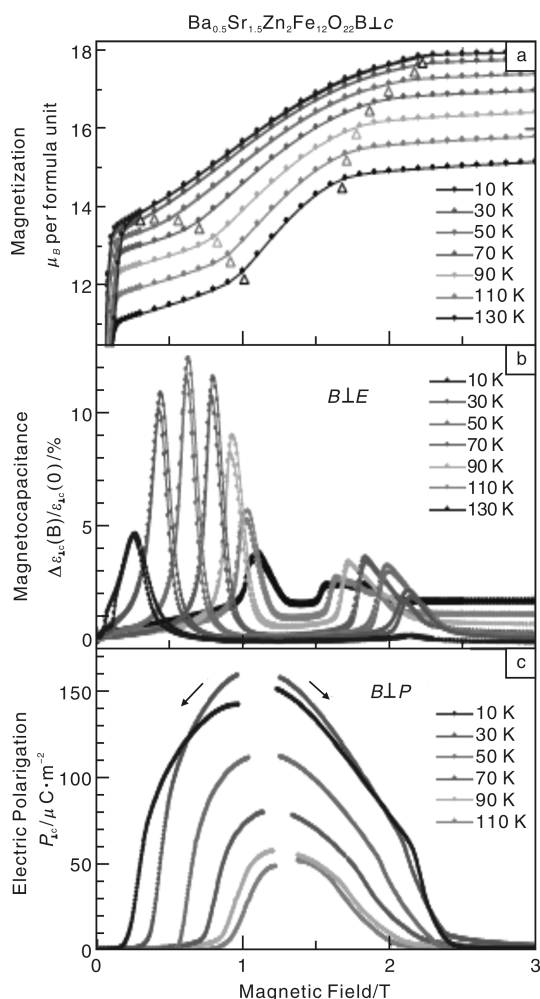 Ba₀.₅Sr₁.₅Zn₂Fe₁₂O₂₂B⊥c
a
Magnetization
μ_B per formula unit
18
16
14
12
10 K
30 K
50 K
70 K
90 K
110 K
130 K
b
B⊥E
Magnetocapacitance
Δε⊥c(B)/ε⊥c(0)/%
10
5
0
10 K
30 K
50 K
70 K
90 K
110 K
130 K
c
B⊥P
Electric Polarigation
P⊥c/μC·m⁻²
150
100
50
0
10 K
30 K
50 K
70 K
90 K
110 K
0 1 2 3
Magnetic Field/T